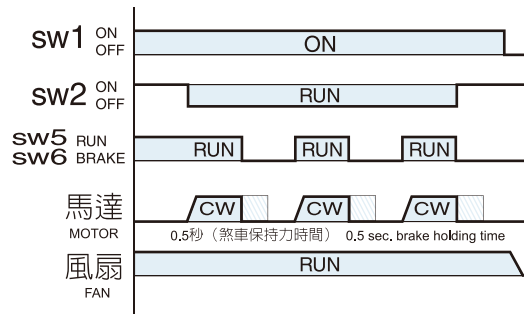 SW1 ON
OFF
ON
SW2 ON
OFF
RUN
SW5 RUN
SW6 BRAKE
RUN RUN RUN
馬達
MOTOR
CW CW CW
0.5秒（煞車保持力時間） 0.5 sec. brake holding time
風扇
FAN
RUN